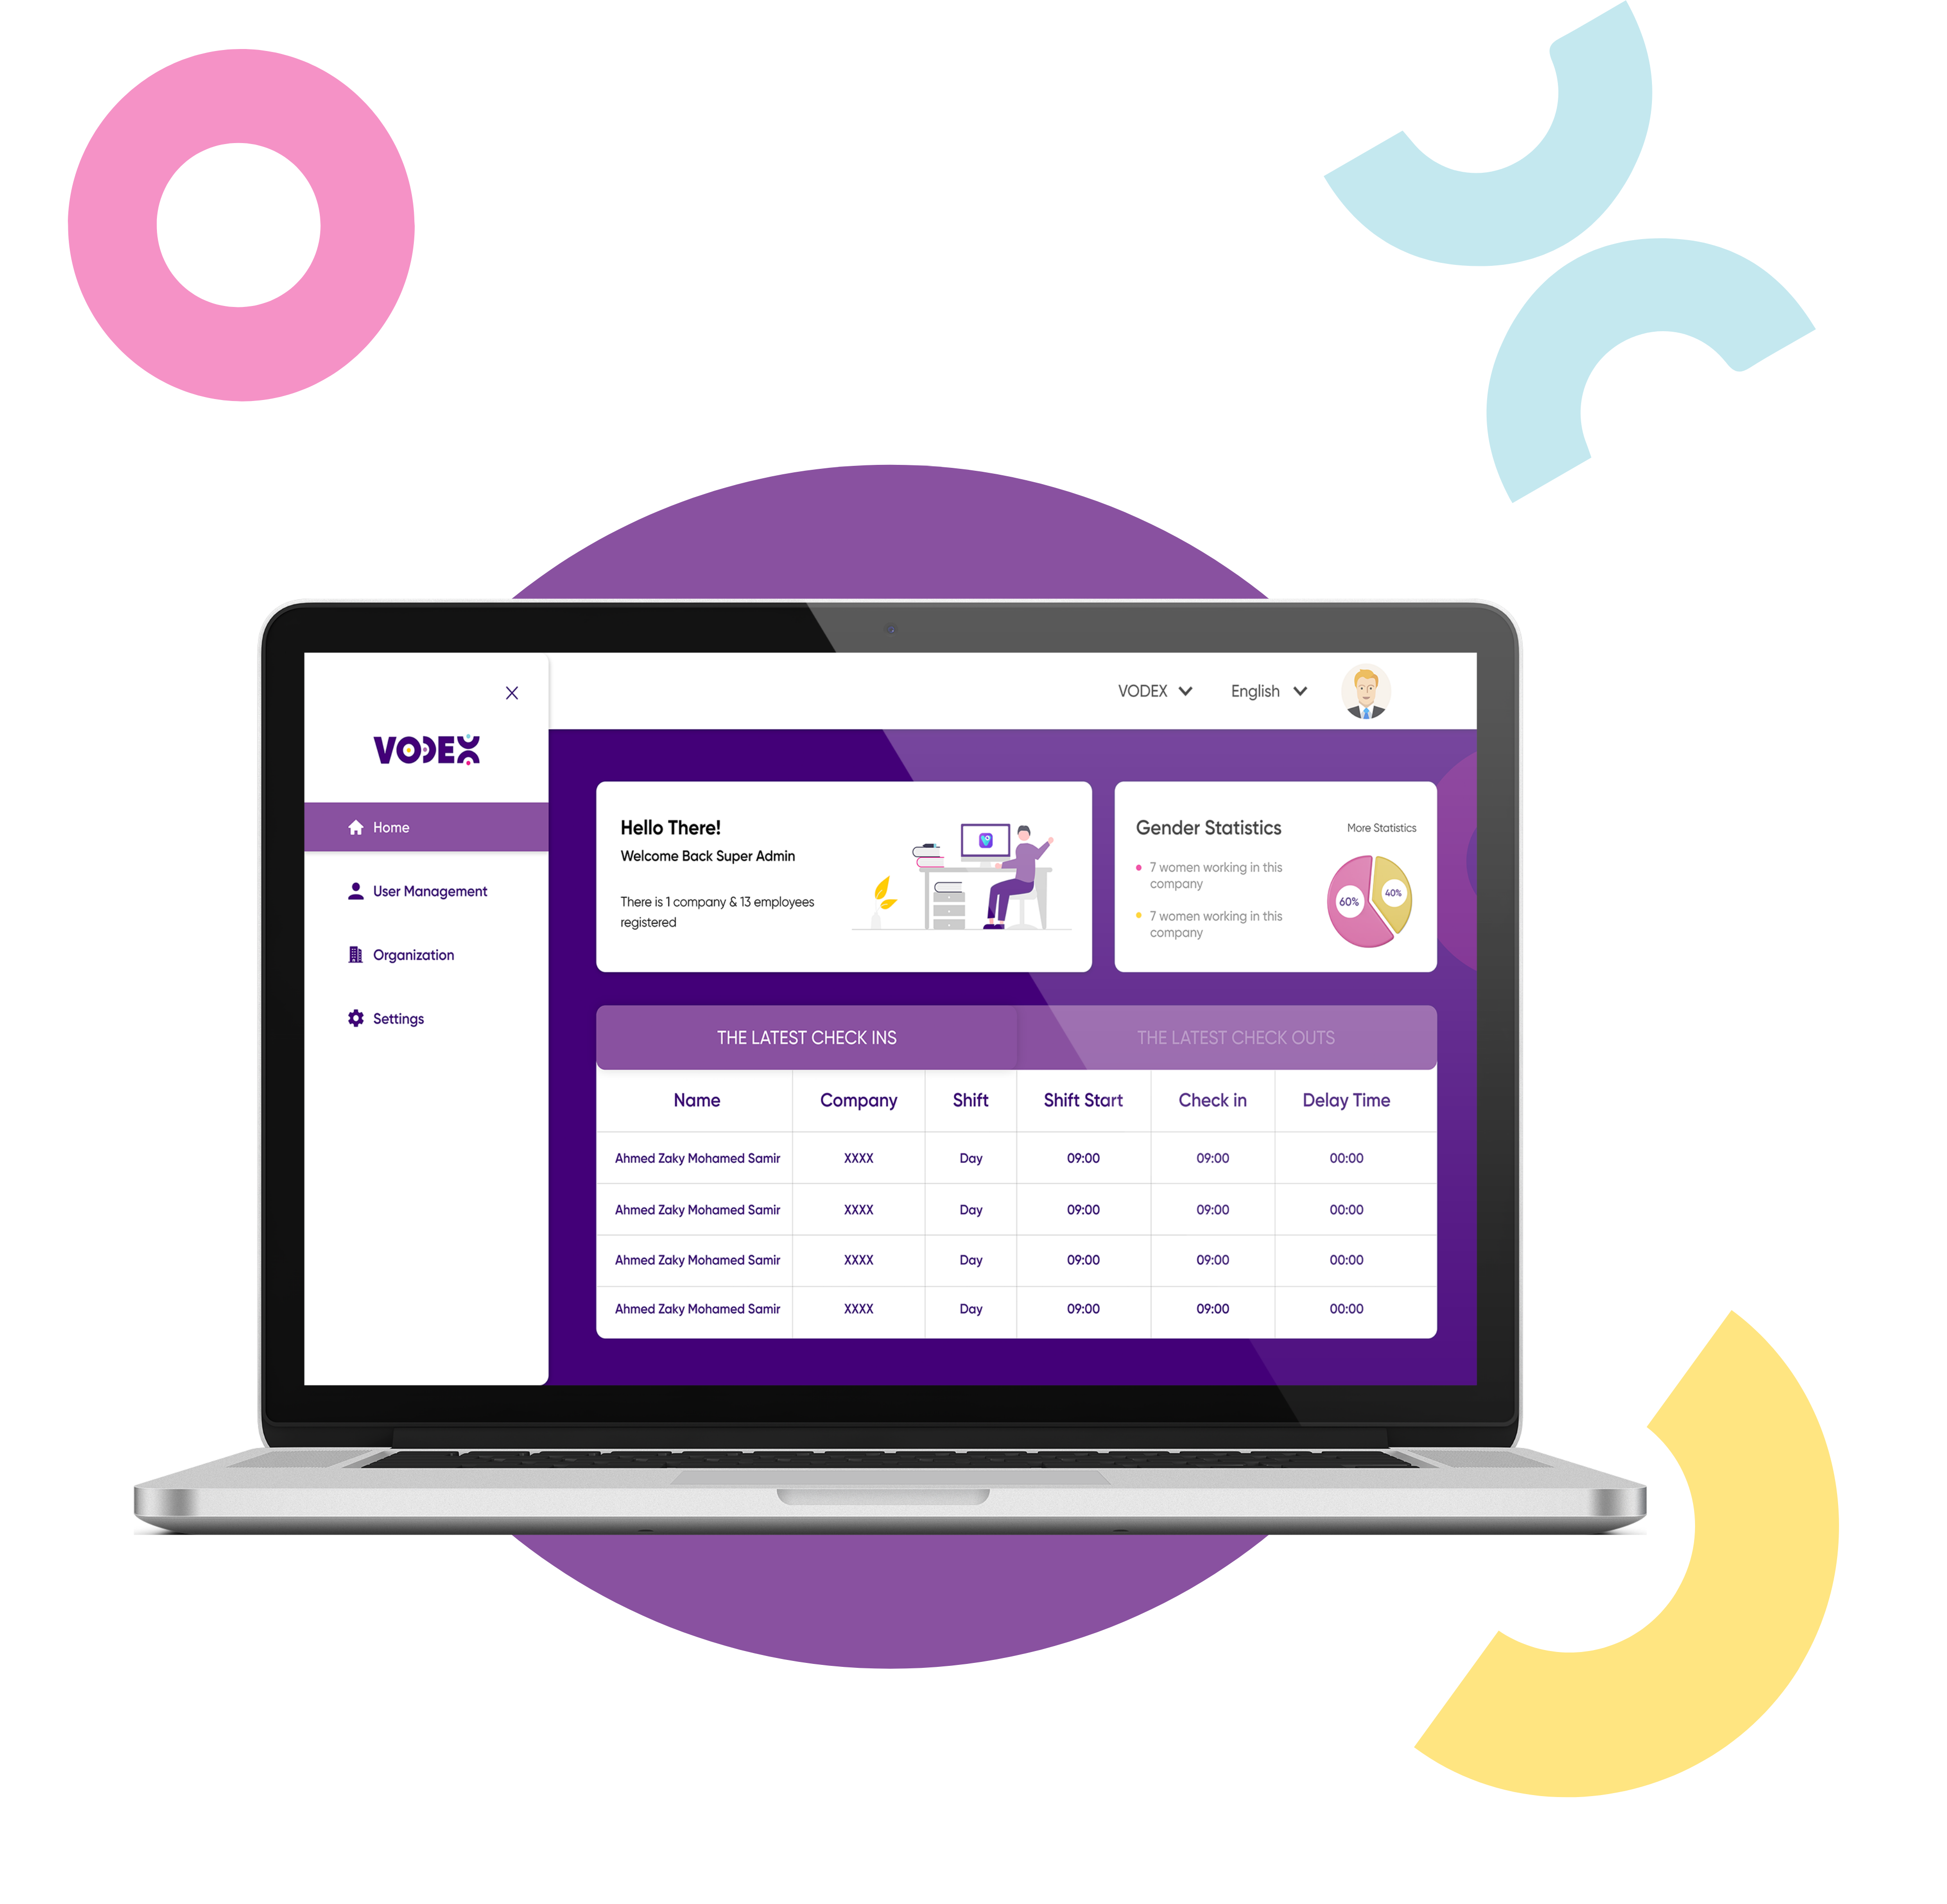 VODEX English
VODEX
Home
User Management
Organization
Settings
Hello There!
Welcome Back Super Admin
There is 1 company & 13 employees
registered
Gender Statistics
More Statistics
7 women working in this
company
7 women working in this
company
60%
40%
THE LATEST CHECK INS THE LATEST CHECK OUTS
Name Company Shift Shift Start Check in Delay Time
Ahmed Zaky Mohamed Samir XXXX Day 09:00 09:00 00:00
Ahmed Zaky Mohamed Samir XXXX Day 09:00 09:00 00:00
Ahmed Zaky Mohamed Samir XXXX Day 09:00 09:00 00:00
Ahmed Zaky Mohamed Samir XXXX Day 09:00 09:00 00:00